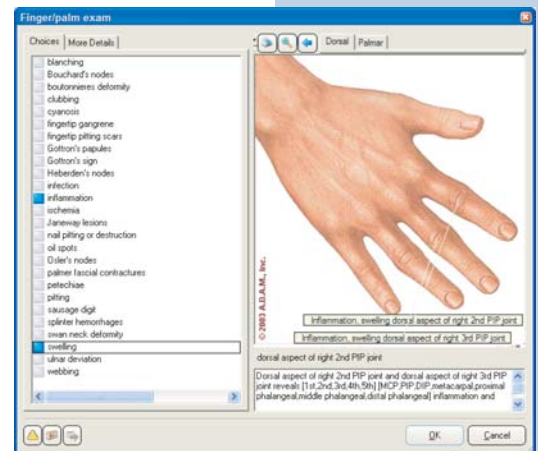 Finger/palm exam
Choices
More Details
Dorsal
Palmar
blanching
Bouchard's nodes
boutonnieres deformity
clubbing
cyanosis
fingertip gangrene
fingertip pitting scars
Gottron's papules
Gottron's sign
Heberden's nodes
infection
inflammation
ischemia
Janeway lesions
nail pitting or destruction
oil spots
Osler's nodes
palmer fascial contractures
petechiae
pitting
sausage digit
splinter hemorrhages
swan neck deformity
swelling
ulnar deviation
webbing
© 2003 A.D.A.M., Inc.
Inflammation, swelling dorsal aspect of right 2nd PIP joint
Inflammation, swelling dorsal aspect of right 3rd PIP joint
dorsal aspect of right 2nd PIP joint
Dorsal aspect of right 2nd PIP joint and dorsal aspect of right 3rd PIP
joint reveals [1st,2nd,3rd,4th,5th] [MCP,PIP,DIP,metacarpal,proximal
phalangeal,middle phalangeal,distal phalangeal] inflammation and
OK
Cancel